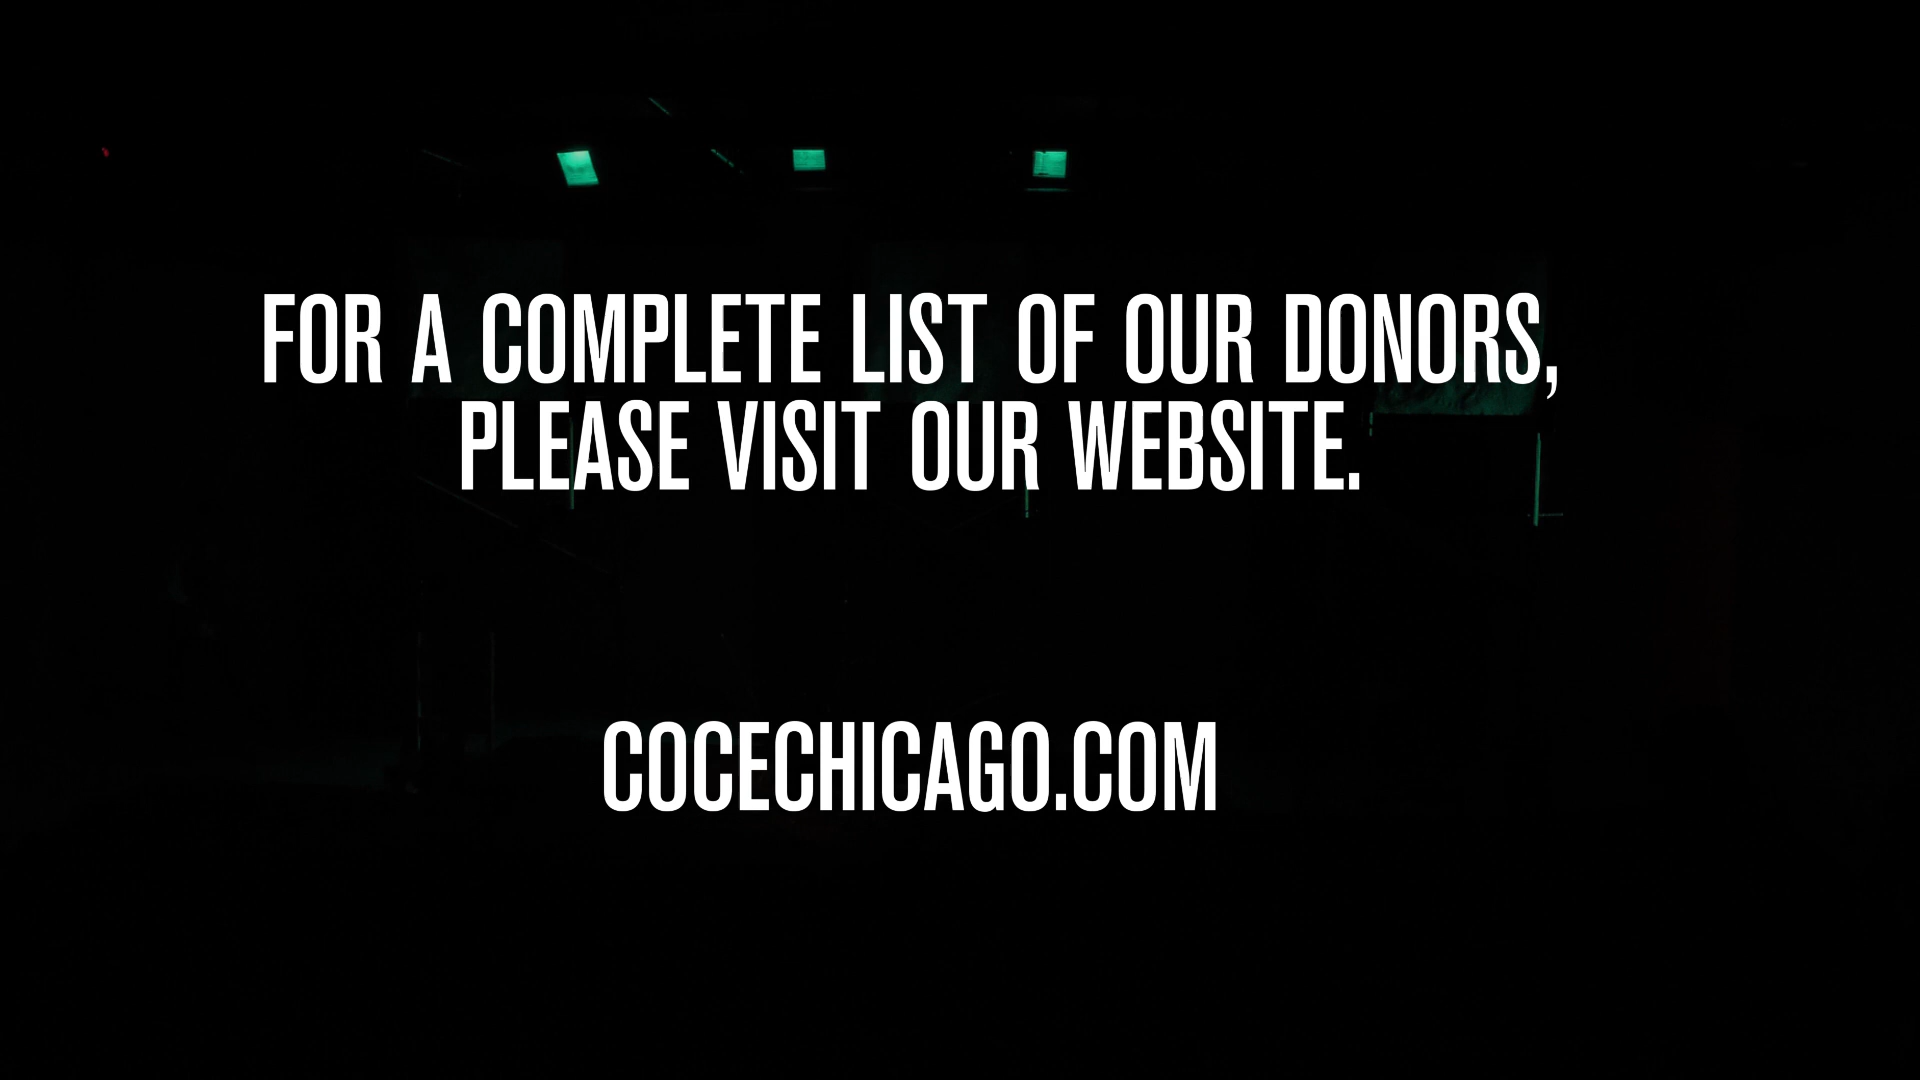 FOR A COMPLETE LIST OF OUR DONORS,
PLEASE VISIT OUR WEBSITE.
COCECHICAGO.COM